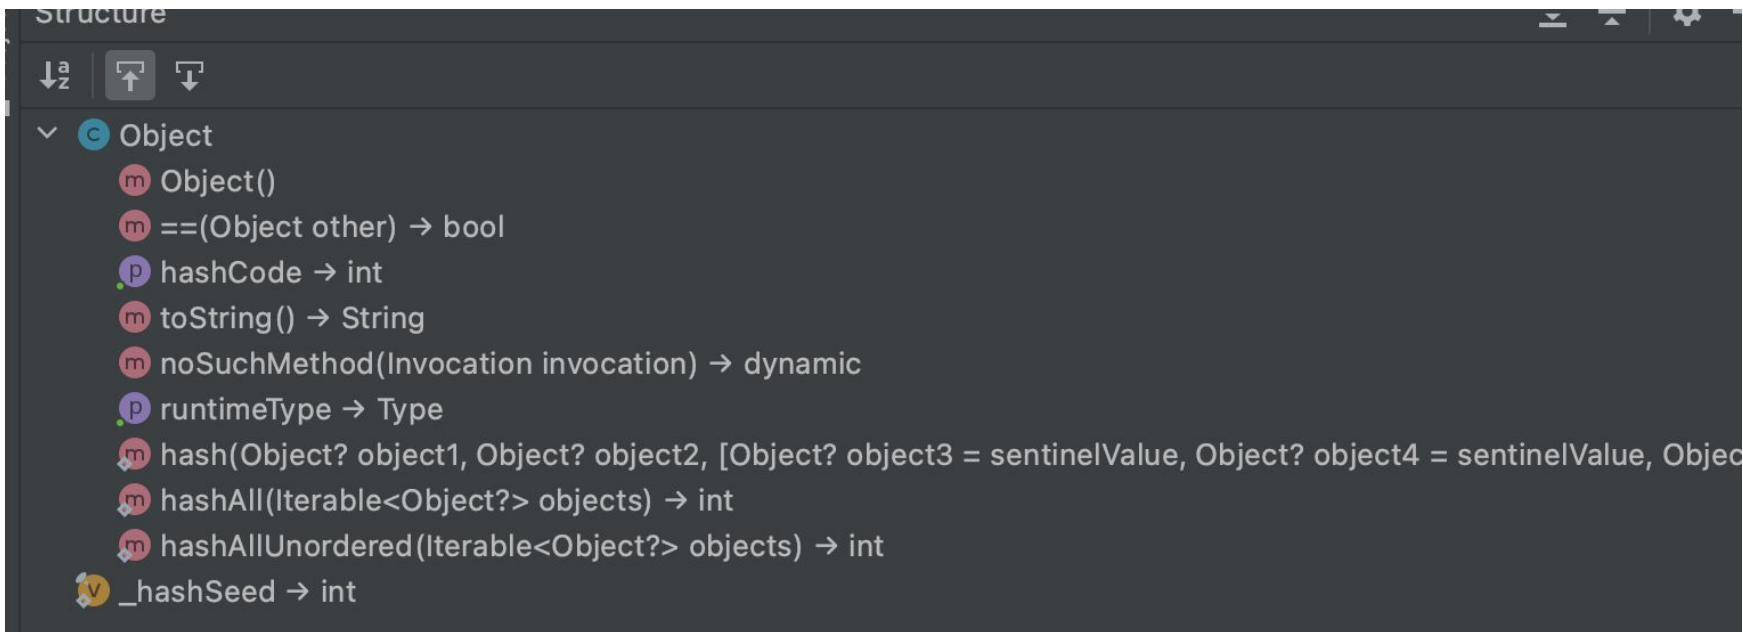 Structure
Object
Object()
==(Object other) → bool
hashCode → int
toString() → String
noSuchMethod(Invocation invocation) → dynamic
runtimeType → Type
hash(Object? object1, Object? object2, [Object? object3 = sentinelValue, Object? object4 = sentinelValue, Objec
hashAll(Iterable<Object?> objects) → int
hashAllUnordered(Iterable<Object?> objects) → int
_hashSeed → int